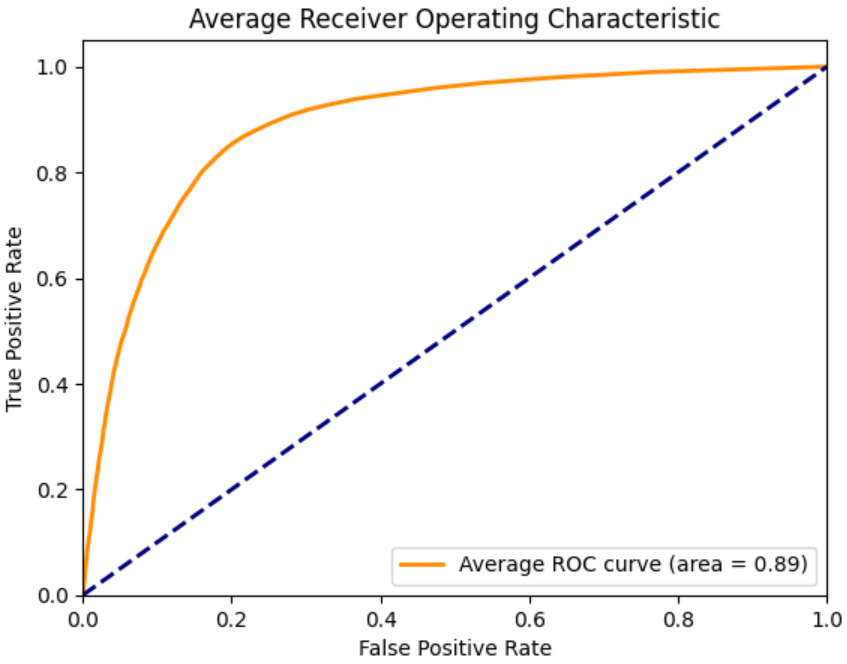 Average Receiver Operating Characteristic
1.0
0.8
0.6
0.4
0.2
0.0
True Positive Rate
Average ROC curve (area = 0.89)
0.0 0.2 0.4 0.6 0.8 1.0
False Positive Rate